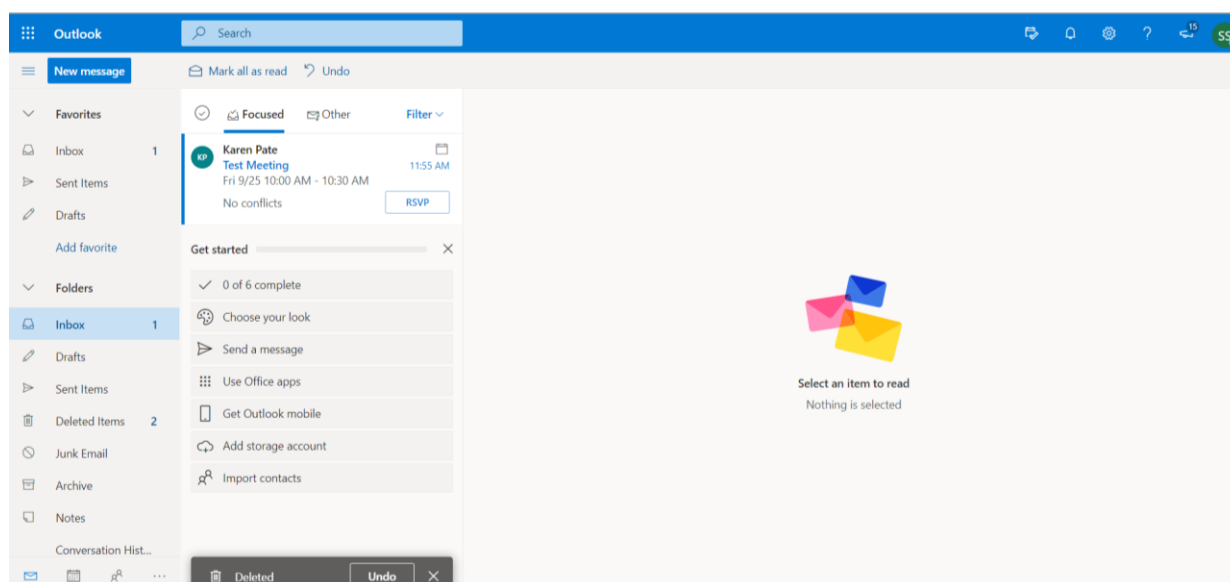 Outlook
Search
15
SS
New message
Mark all as read
Undo
Favorites
Inbox 1
Sent Items
Drafts
Add favorite
Folders
Inbox 1
Drafts
Sent Items
Deleted Items 2
Junk Email
Archive
Notes
Conversation Hist...
Focused
Other
Filter
KP
Karen Pate
Test Meeting 11:55 AM
Fri 9/25 10:00 AM - 10:30 AM
No conflicts
RSVP
Get started
0 of 6 complete
Choose your look
Send a message
Use Office apps
Get Outlook mobile
Add storage account
Import contacts
Deleted
Undo
Select an item to read
Nothing is selected